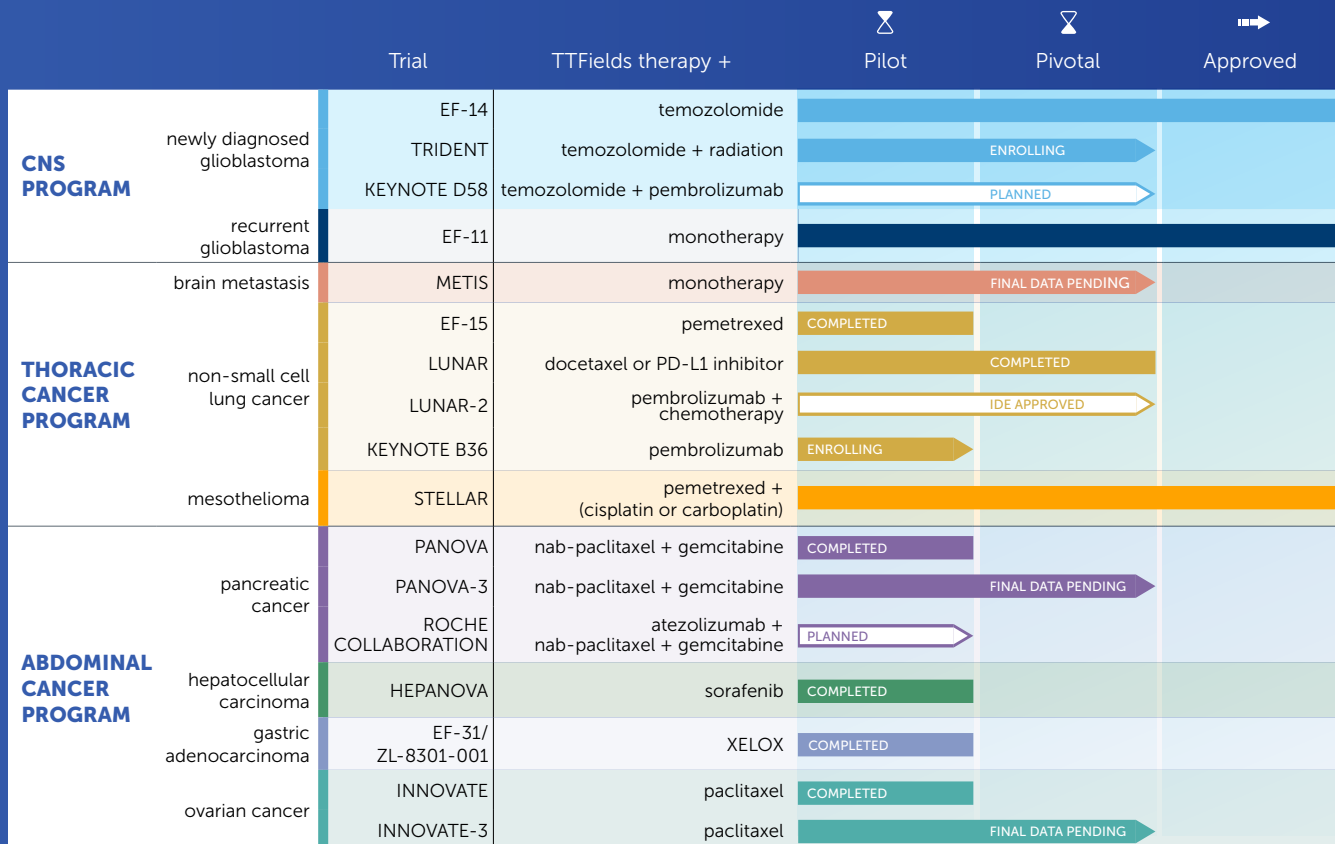 Trial TTFields therapy + Pilot Pivotal Approved
CNS
PROGRAM
newly diagnosed
glioblastoma
EF-14 temozolomide
TRIDENT temozolomide + radiation ENROLLING
KEYNOTE D58 temozolomide + pembrolizumab PLANNED
recurrent
glioblastoma
EF-11 monotherapy
THORACIC
CANCER
PROGRAM
brain metastasis METIS monotherapy FINAL DATA PENDING
non-small cell
lung cancer
EF-15 pemetrexed COMPLETED
LUNAR docetaxel or PD-L1 inhibitor COMPLETED
LUNAR-2 pembrolizumab +
chemotherapy
IDE APPROVED
KEYNOTE B36 pembrolizumab ENROLLING
mesothelioma STELLAR pemetrexed +
(cisplatin or carboplatin)
ABDOMINAL
CANCER
PROGRAM
pancreatic
cancer
PANOVA nab-paclitaxel + gemcitabine COMPLETED
PANOVA-3 nab-paclitaxel + gemcitabine FINAL DATA PENDING
ROCHE
COLLABORATION
atezolizumab +
nab-paclitaxel + gemcitabine
PLANNED
hepatocellular
carcinoma
HEPANOVA sorafenib COMPLETED
gastric
adenocarcinoma
EF-31/
ZL-8301-001
XELOX COMPLETED
ovarian cancer
INNOVATE paclitaxel COMPLETED
INNOVATE-3 paclitaxel FINAL DATA PENDING